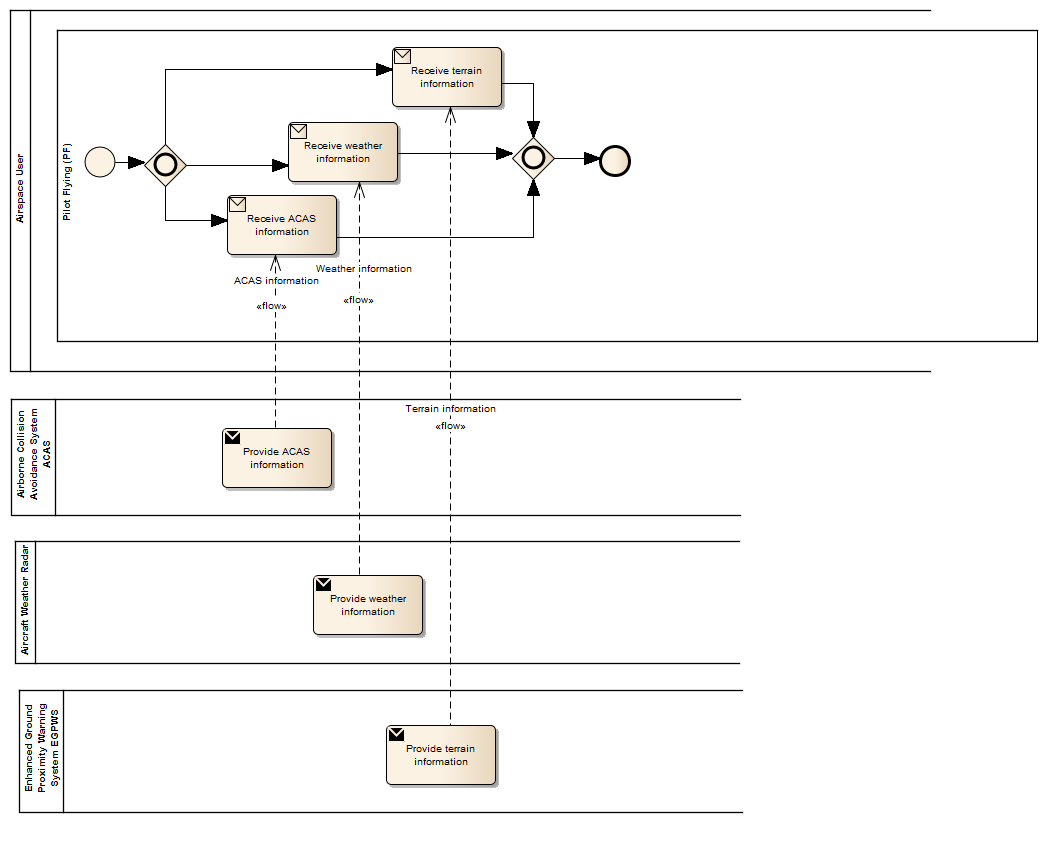 Airspace User
Pilot Flying (PF)
Receive terrain
information
Receive weather
information
Receive ACAS
information
Weather information
ACAS information
«flow»
«flow»
Airborne Collision
Avoidance System
ACAS
Terrain information
«flow»
Provide ACAS
information
Aircraft Weather Radar
Provide weather
information
Enhanced Ground
Proximity Warning
System EGPWS
Provide terrain
information